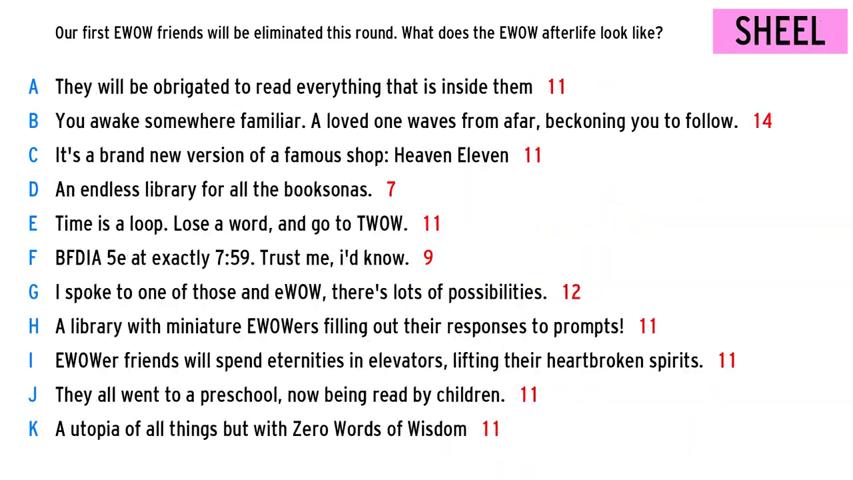 Our first EWOW friends will be eliminated this round. What does the EWOW afterlife look like?
SHEEL
A They will be obrigated to read everything that is inside them 11
B You awake somewhere familiar. A loved one waves from afar, beckoning you to follow. 14
C It's a brand new version of a famous shop: Heaven Eleven 11
D An endless library for all the booksonas. 7
E Time is a loop. Lose a word, and go to TWOW. 11
F BFDIA 5e at exactly 7:59. Trust me, i'd know. 9
G I spoke to one of those and eWOW, there's lots of possibilities. 12
H A library with miniature EWOWers filling out their responses to prompts! 11
I EWOWer friends will spend eternities in elevators, lifting their heartbroken spirits. 11
J They all went to a preschool, now being read by children. 11
K A utopia of all things but with Zero Words of Wisdom 11